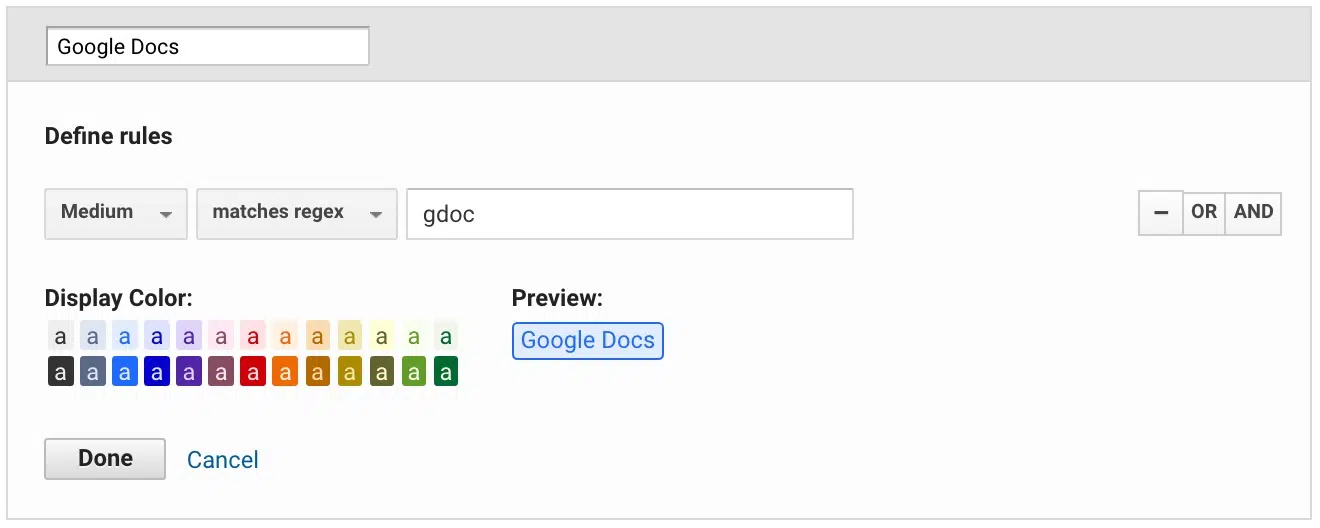 Google Docs
Define rules
Medium matches regex gdoc – OR AND
Display Color: Preview:
a a a a a a a a a a a a a
Google Docs
a a a a a a a a a a a a a
Done Cancel